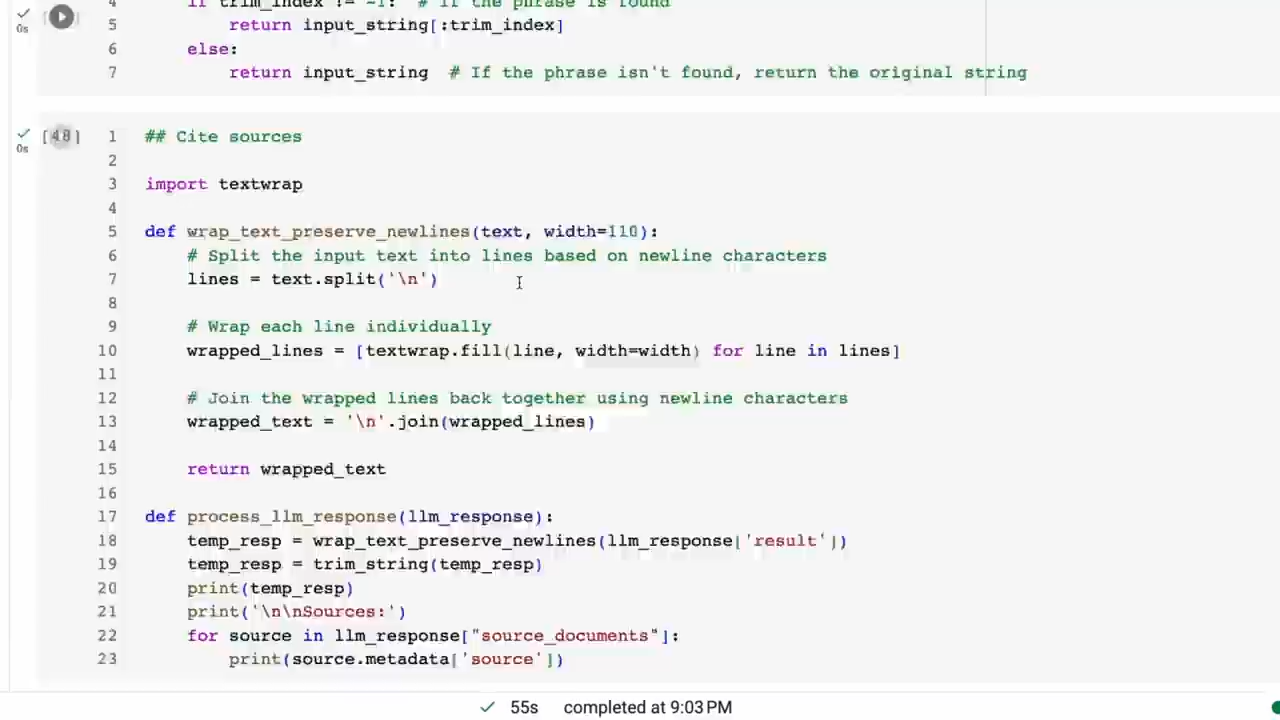 4 if trim_index != -1: # If the phrase is found
0s
5 return input_string[:trim_index]
6 else:
7 return input_string # If the phrase isn't found, return the original string
[48] 1 ## Cite sources
0s
2
3 import textwrap
4
5 def wrap_text_preserve_newlines(text, width=110):
6 # Split the input text into lines based on newline characters
7 lines = text.split('\n')
8
9 # Wrap each line individually
10 wrapped_lines = [textwrap.fill(line, width=width) for line in lines]
11
12 # Join the wrapped lines back together using newline characters
13 wrapped_text = '\n'.join(wrapped_lines)
14
15 return wrapped_text
16
17 def process_llm_response(llm_response):
18 temp_resp = wrap_text_preserve_newlines(llm_response['result'])
19 temp_resp = trim_string(temp_resp)
20 print(temp_resp)
21 print('\n\nSources:')
22 for source in llm_response["source_documents"]:
23 print(source.metadata['source'])
55s completed at 9:03 PM